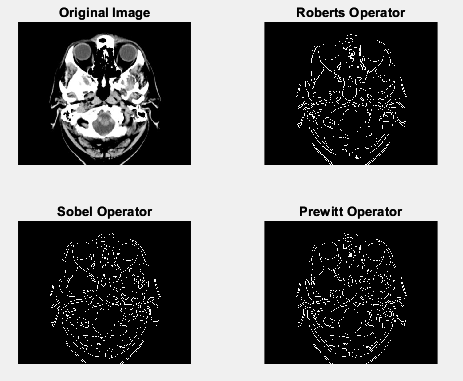 Original Image
Roberts Operator
Sobel Operator
Prewitt Operator